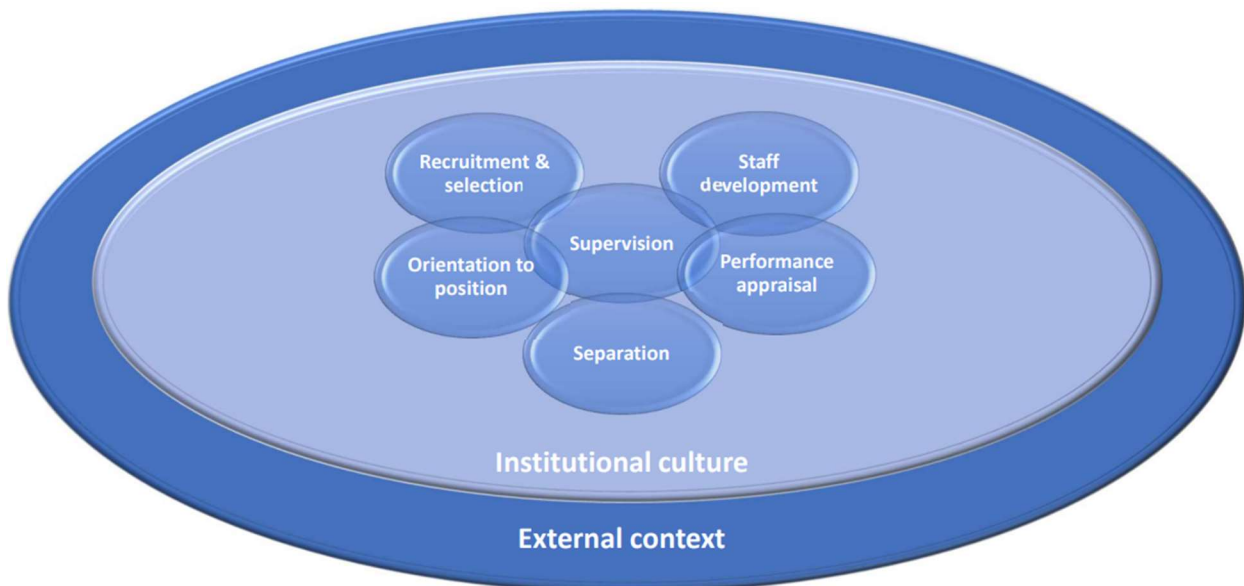 Recruitment &
selection
Staff
development
Supervision
Orientation to
position
Performance
appraisal
Separation
Institutional culture
External context